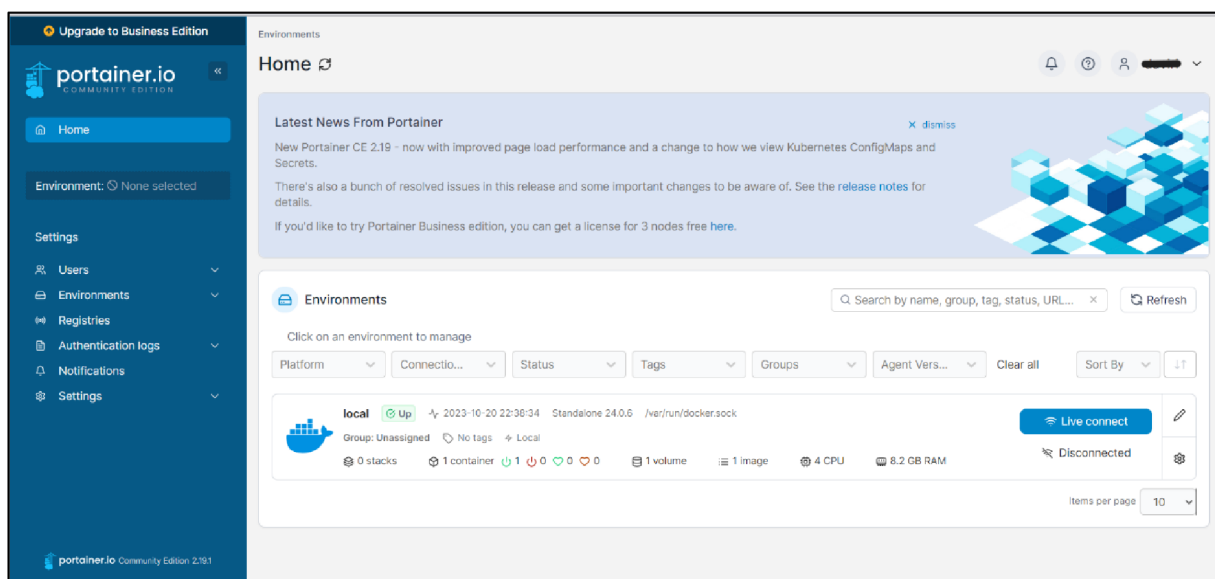 Upgrade to Business Edition
portainer.io
COMMUNITY EDITION
Home
Environment: None selected
Settings
Users
Environments
Registries
Authentication logs
Notifications
Settings
portainer.io Community Edition 2.19.1
Environments
Home
Latest News From Portainer
dismiss
New Portainer CE 2.19 - now with improved page load performance and a change to how we view Kubernetes ConfigMaps and
Secrets.
There's also a bunch of resolved issues in this release and some important changes to be aware of. See the release notes for
details.
If you'd like to try Portainer Business edition, you can get a license for 3 nodes free here.
Environments
Search by name, group, tag, status, URL...
Refresh
Click on an environment to manage
Platform Connectio... Status Tags Groups Agent Vers... Clear all Sort By
local Up 2023-10-20 22:38:34 Standalone 24.0.6 /var/run/docker.sock
Group: Unassigned No tags Local
0 stacks 1 container 1 0 0 0 1 volume 1 image 4 CPU 8.2 GB RAM
Live connect
Disconnected
Items per page 10